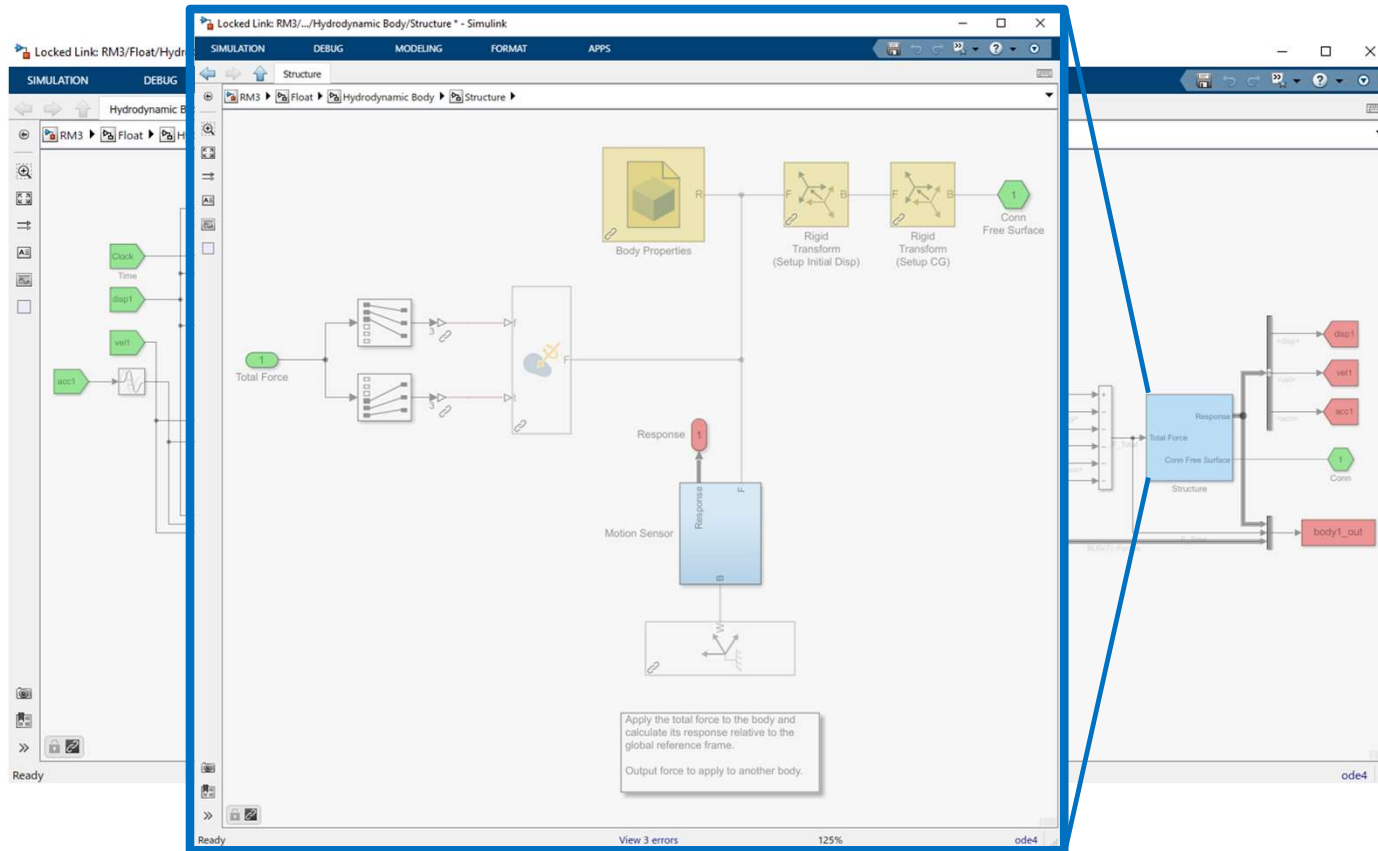 Locked Link: RM3/.../Hydrodynamic Body/Structure * - Simulink
SIMULATION DEBUG MODELING FORMAT APPS
Structure
RM3 Float Hydrodynamic Body Structure
Body Properties
R
F B
Rigid
Transform
(Setup Initial Disp)
F B
Rigid
Transform
(Setup CG)
1
Conn
Free Surface
1
Total Force
3
3
f
t
F
Response
1
Response
F
Motion Sensor
B
W
Apply the total force to the body and
calculate its response relative to the
global reference frame.
Output force to apply to another body.
Ready View 3 errors 125% ode4
Locked Link: RM3/Float/Hydr
SIMULATION DEBUG
Hydrodynamic B
RM3 Float H
Clock
Time
disp1
vel1
acc1
Ready
Total Force
Response
Conn Free Surface
Structure
<disp>
<vel>
<acc>
disp1
vel1
acc1
1
Conn
body1_out
ode4